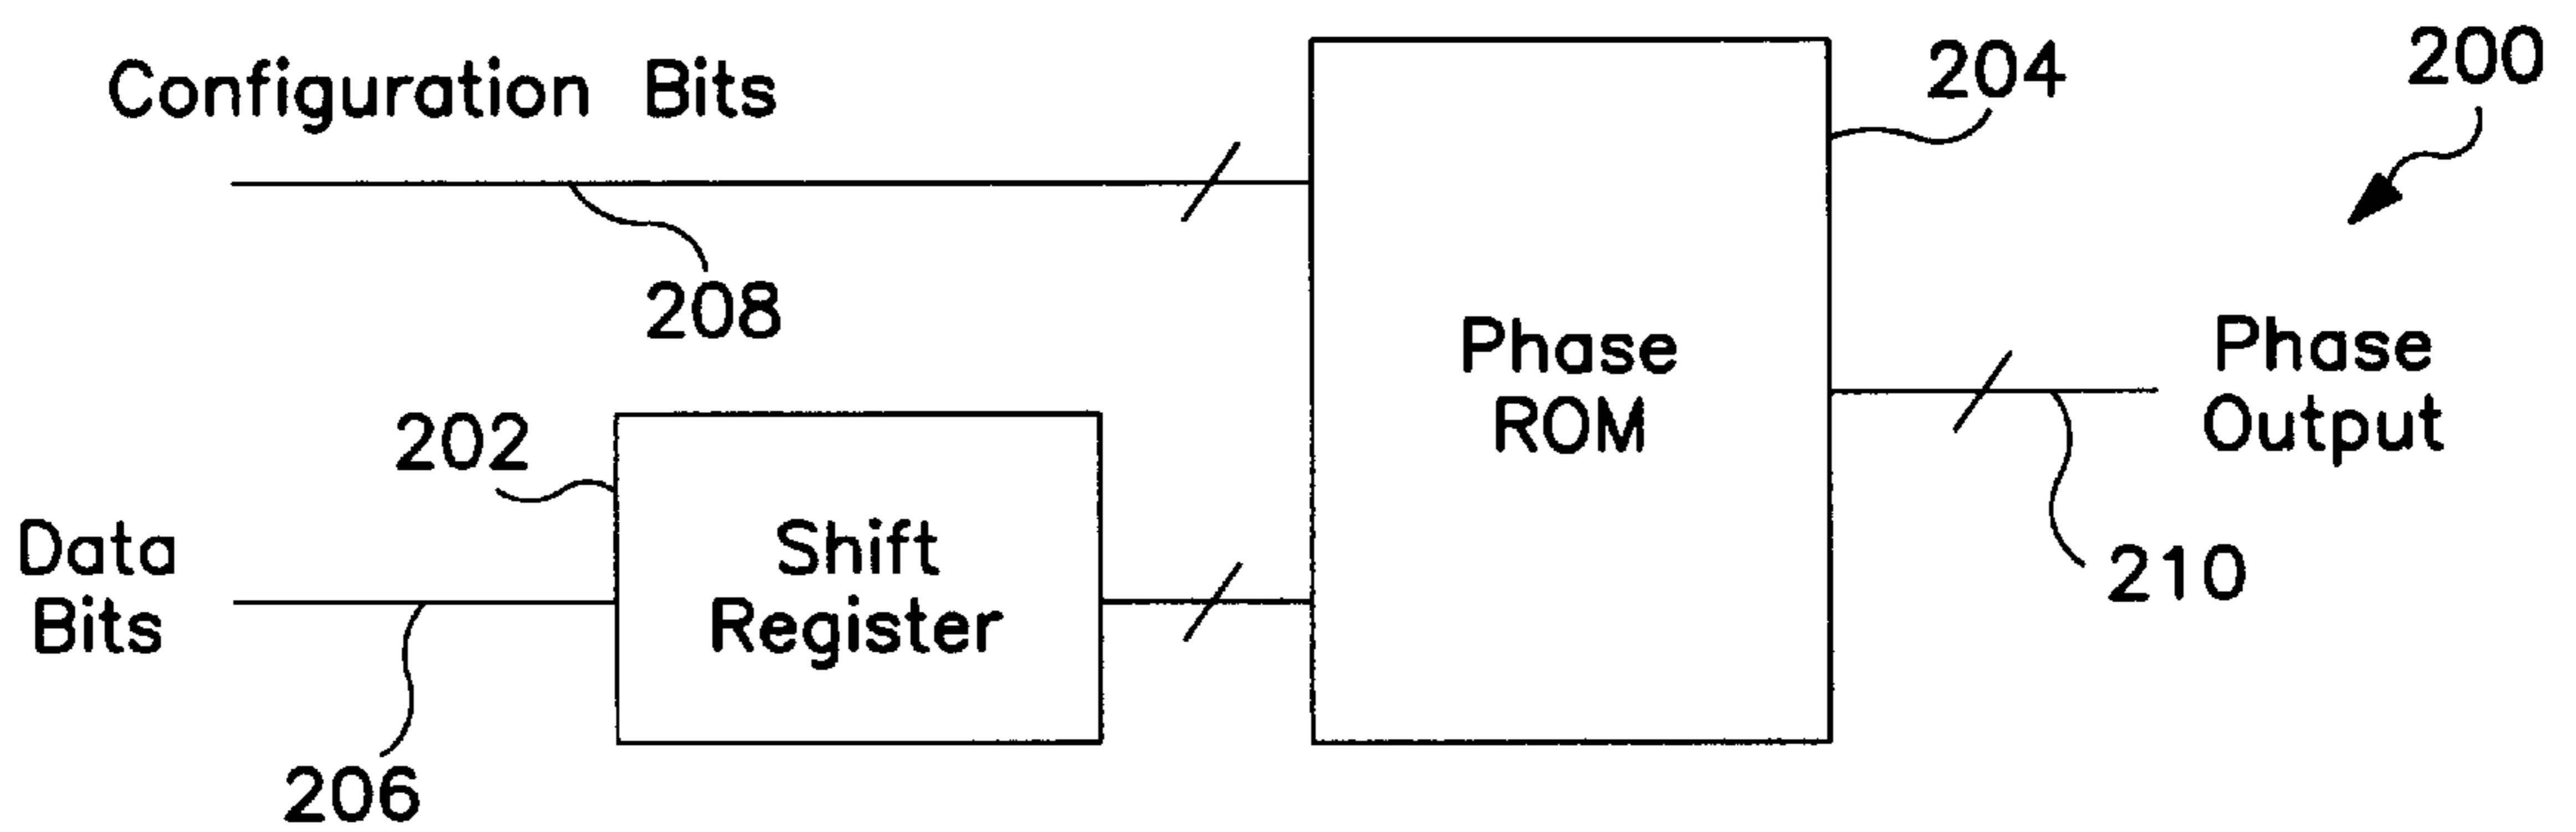 Configuration Bits
204
200
208
Phase
ROM
Phase
Output
202
Data
Bits
Shift
Register
210
206